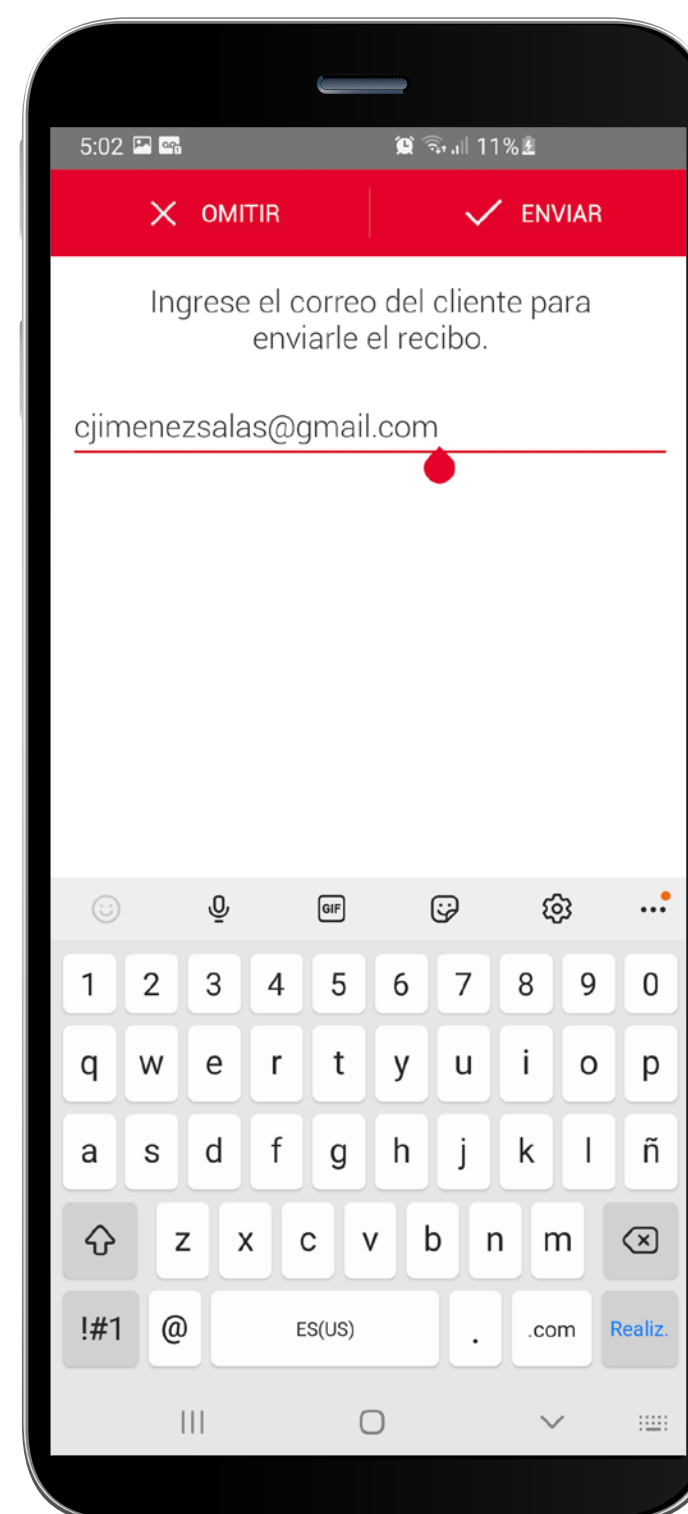 5:02 11%
OMITIR ENVIAR
Ingrese el correo del cliente para
enviarle el recibo.
cjimenezsalas@gmail.com
GIF
1 2 3 4 5 6 7 8 9 0
q w e r t y u i o p
a s d f g h j k l ñ
z x c v b n m
!#1 @ ES(US) . .com Realiz.